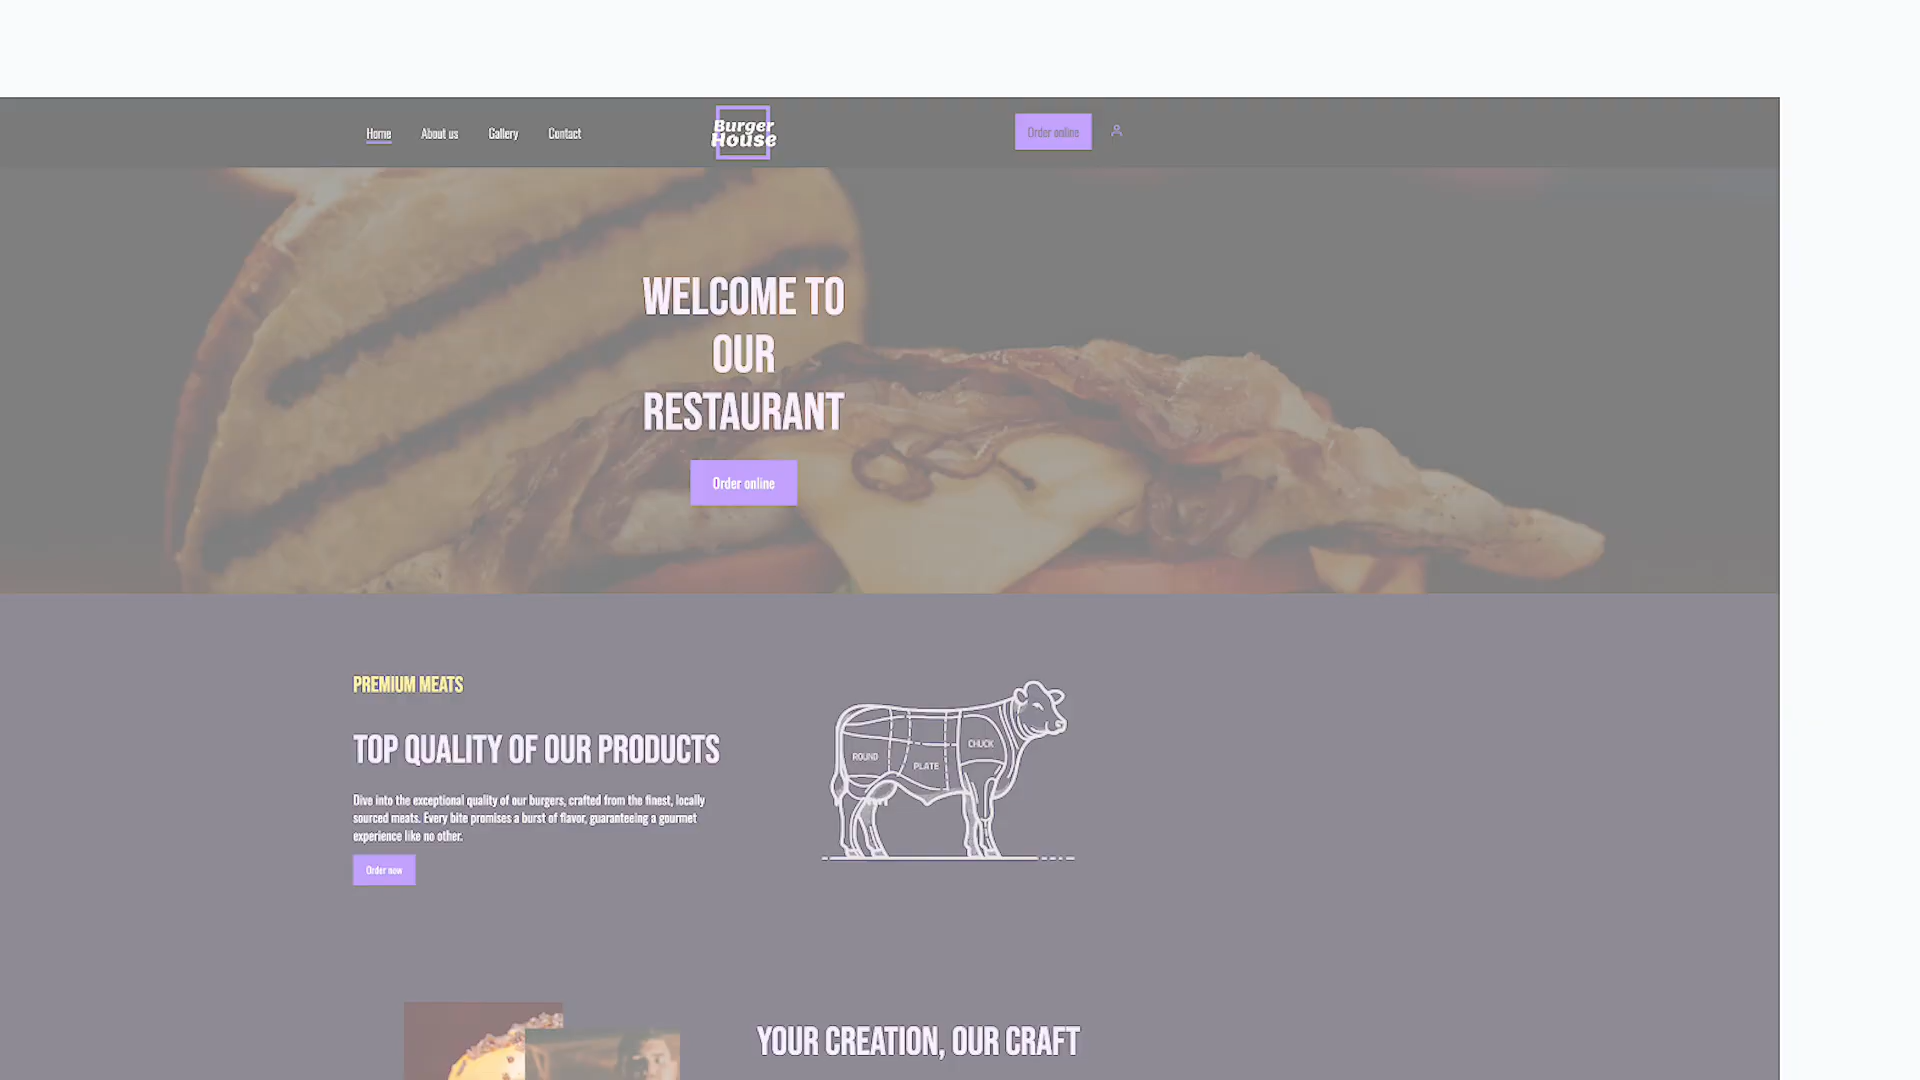 Home
About us
Gallery
Contact
Burger
House
Order online
WELCOME TO
OUR
RESTAURANT
Order online
PREMIUM MEATS
TOP QUALITY OF OUR PRODUCTS
Dive into the exceptional quality of our burgers, crafted from the finest, locally
sourced meats. Every bite promises a burst of flavor, guaranteeing a gourmet
experience like no other.
Order now
ROUND
PLATE
CHUCK
YOUR CREATION, OUR CRAFT